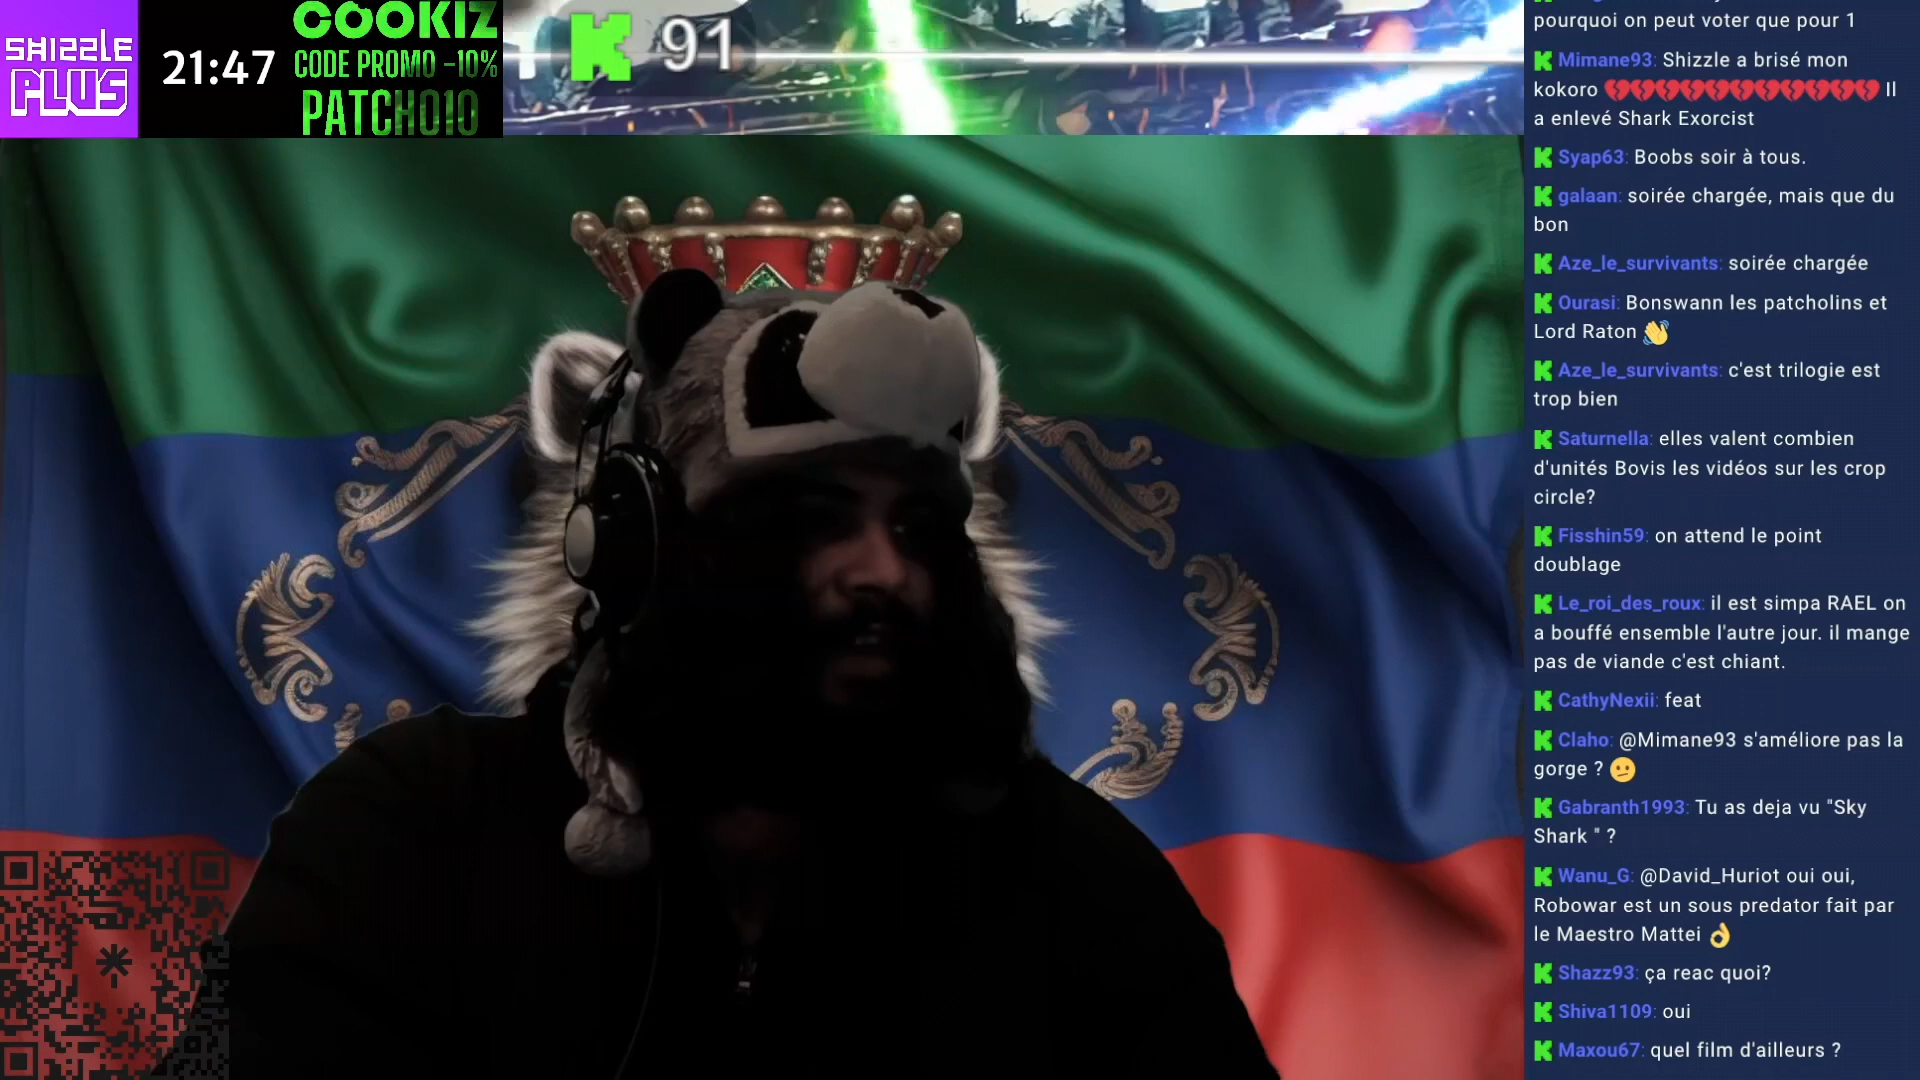 SHIZZLE
PLUS
21:47
COOKIZ
CODE PROMO -10%
PATCHO10
91
pourquoi on peut voter que pour 1
Mimane93: Shizzle a brisé mon
kokoro 💔💔💔💔💔💔💔💔💔💔💔 Il
a enlevé Shark Exorcist
Syap63: Boobs soir à tous.
galaan: soirée chargée, mais que du
bon
Aze_le_survivants: soirée chargée
Ourasi: Bonswann les patcholins et
Lord Raton 👋
Aze_le_survivants: c'est trilogie est
trop bien
Saturnella: elles valent combien
d'unités Bovis les vidéos sur les crop
circle?
Fisshin59: on attend le point
doublage
Le_roi_des_roux: il est simpa RAEL on
a bouffé ensemble l'autre jour. il mange
pas de viande c'est chiant.
CathyNexii: feat
Claho: @Mimane93 s'améliore pas la
gorge ? 🫤
Gabranth1993: Tu as deja vu "Sky
Shark " ?
Wanu_G: @David_Huriot oui oui,
Robowar est un sous predator fait par
le Maestro Mattei 👌
Shazz93: ça reac quoi?
Shiva1109: oui
Maxou67: quel film d'ailleurs ?